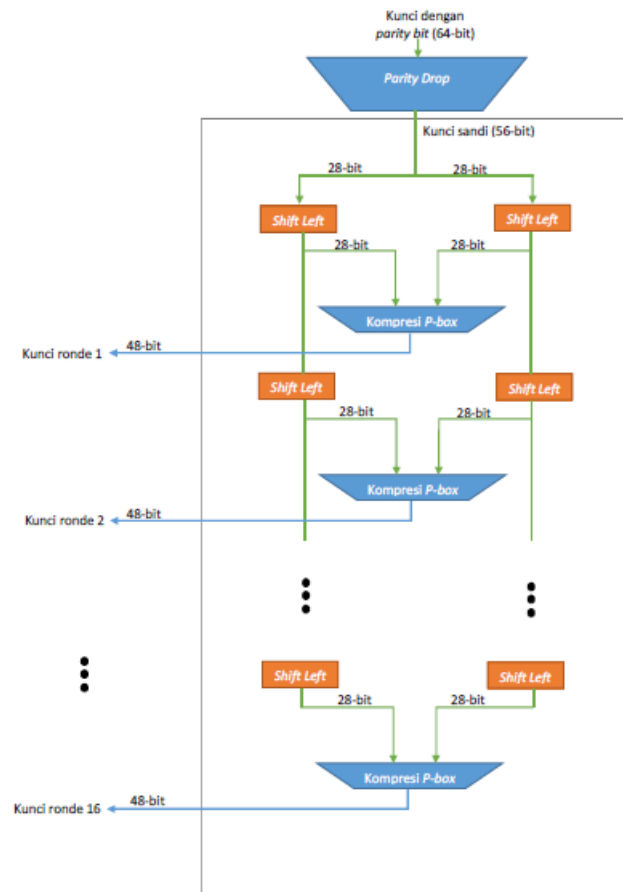 Kunci dengan
parity bit (64-bit)
Parity Drop
Kunci sandi (56-bit)
28-bit
28-bit
Shift Left
Shift Left
28-bit
28-bit
Kompresi P-box
48-bit
Kunci ronde 1
Shift Left
Shift Left
28-bit
28-bit
Kompresi P-box
48-bit
Kunci ronde 2
Shift Left
Shift Left
28-bit
28-bit
Kompresi P-box
48-bit
Kunci ronde 16